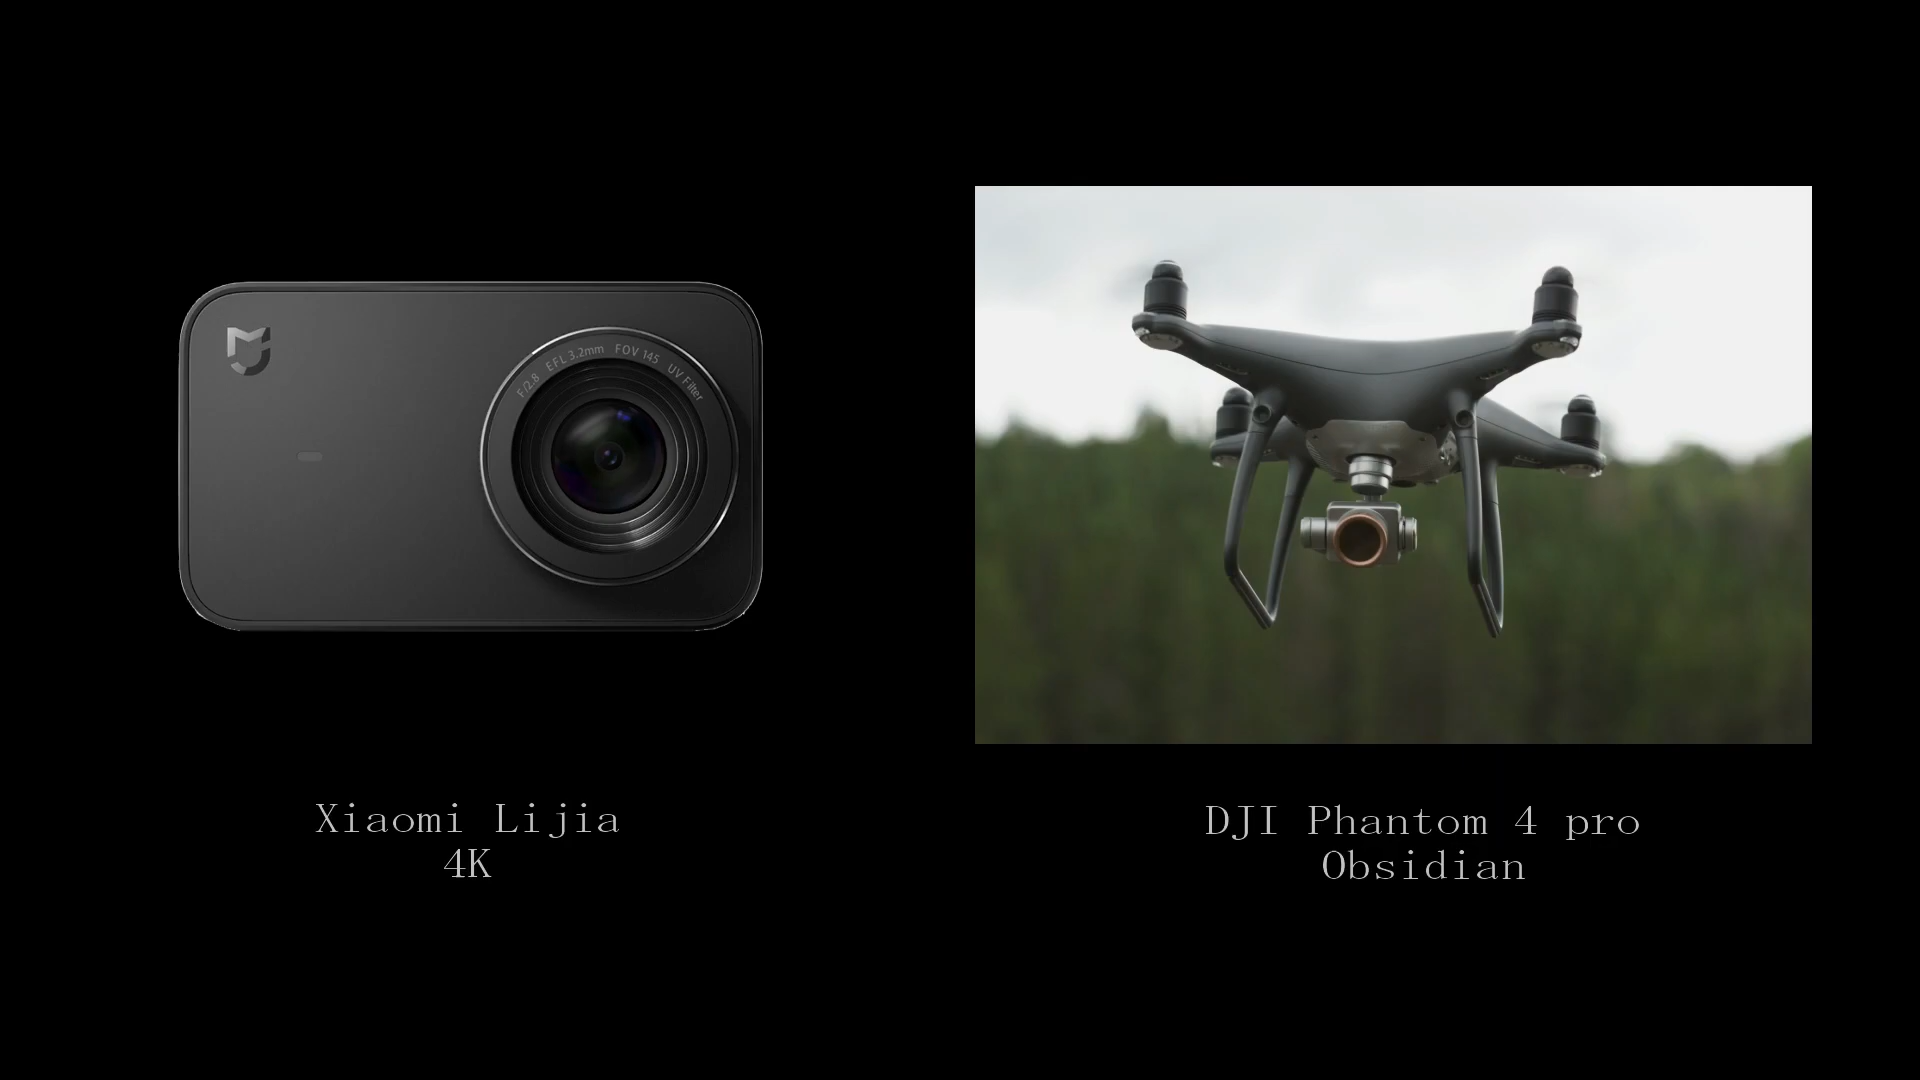 F/2.8 EFL 3.2mm FOV 145 UV Filter
Xiaomi Lijia
4K
DJI Phantom 4 pro
Obsidian